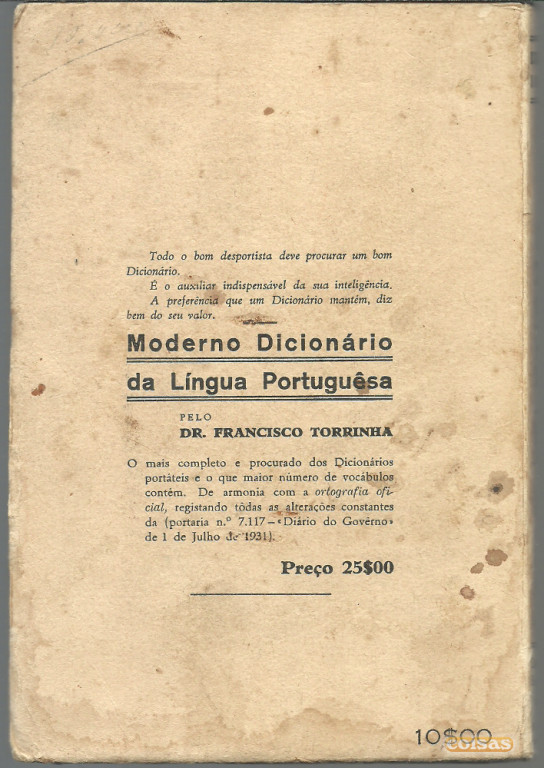 Todo o bom desportista deve procurar um bom
Dicionário.
É o auxiliar indispensável da sua inteligência.
A preferência que um Dicionário mantém, diz
bem do seu valor.
Moderno Dicionário
da Língua Portuguêsa
PELO
DR. FRANCISCO TORRINHA
O mais completo e procurado dos Dicionários
portáteis e o que maior número de vocábulos
contém. De armonia com a ortografia ofi-
cial, registando tôdas as alterações constantes
da (portaria n.º 7.117—«Diário do Govêrno»
de 1 de Julho de 1931).
Preço 25$00
10$00
coisas